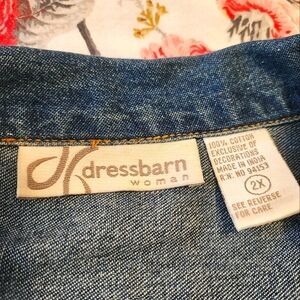 dressbarn
woman
100% COTTON
EXCLUSIVE OF
DECORATIONS
MADE IN INDIA
R.N. NO 94153
2X
SEE REVERSE
FOR CARE